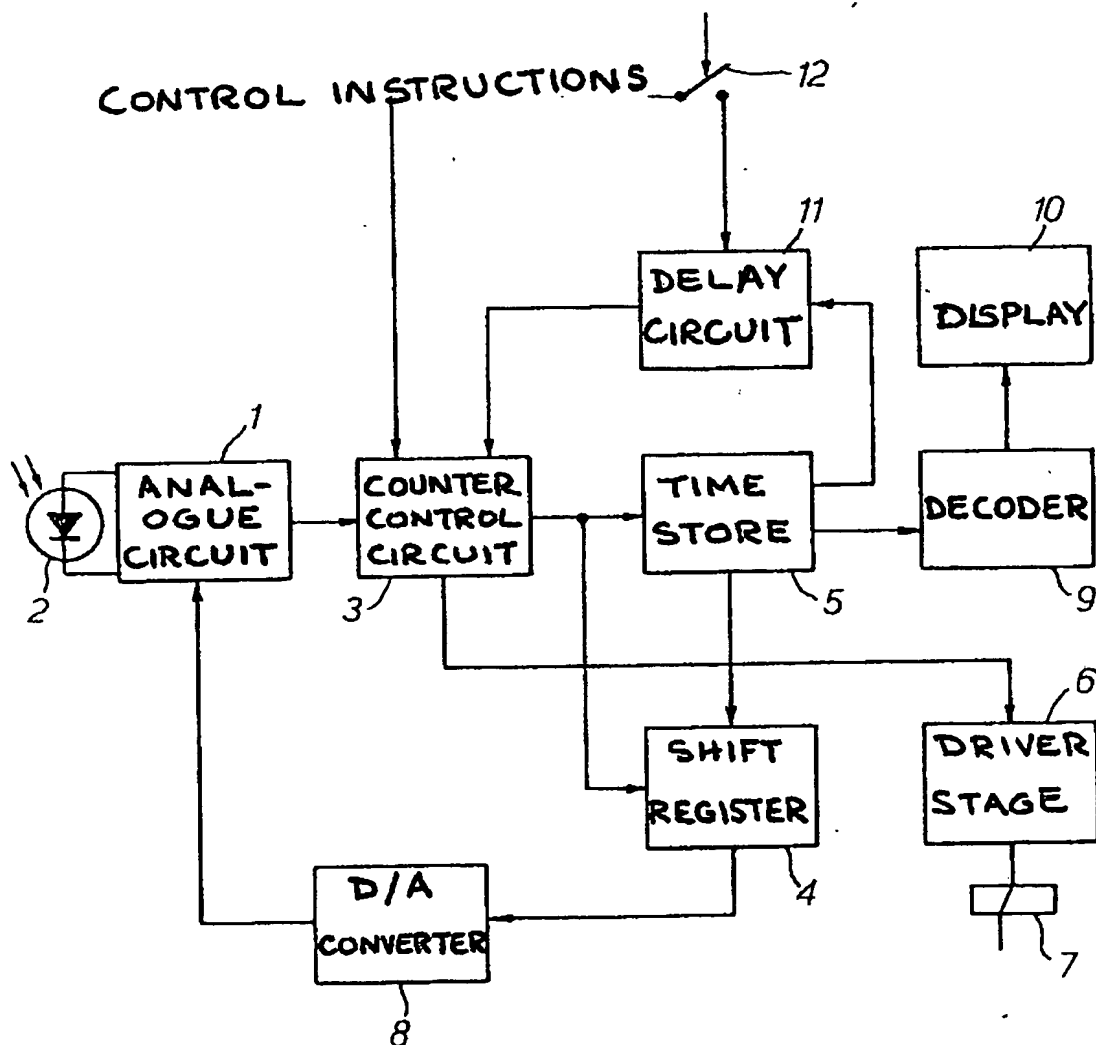 12
CONTROL INSTRUCTIONS
11
10
DELAY
CIRCUIT
DISPLAY
1
ANAL-
OGUE
CIRCUIT
COUNTER
CONTROL
CIRCUIT
TIME
STORE
DECODER
2
3
5
9
6
SHIFT
REGISTER
DRIVER
STAGE
4
D/A
CONVERTER
7
8